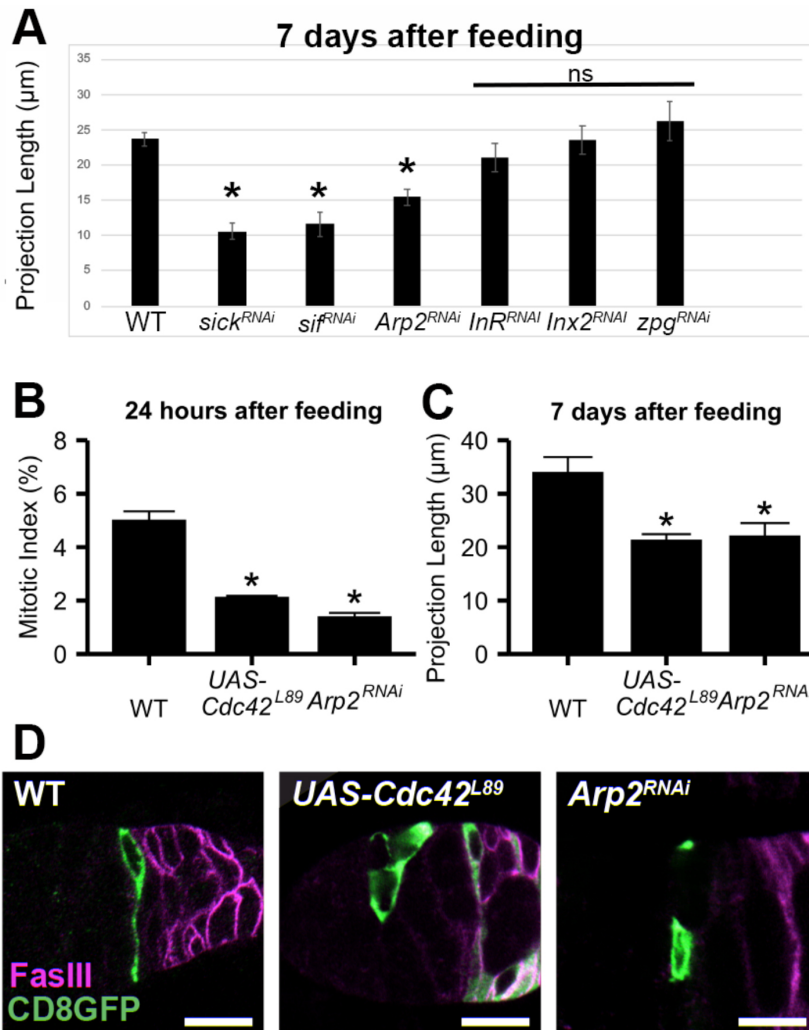 A
7 days after feeding
Projection Length (µm)
35
30
25
20
15
10
5
0
ns
*
*
*
WT sick^RNAi sif^RNAi Arp2^RNAi InR^RNAI Inx2^RNAI zpg^RNAi
B
24 hours after feeding
Mitotic Index (%)
8
6
4
2
0
*
*
WT UAS-Cdc42^L89 Arp2^RNAi
C
7 days after feeding
Projection Length (µm)
40
30
20
10
0
*
*
WT UAS-Cdc42^L89 Arp2^RNA
D
WT
UAS-Cdc42^L89
Arp2^RNAi
FasIII
CD8GFP